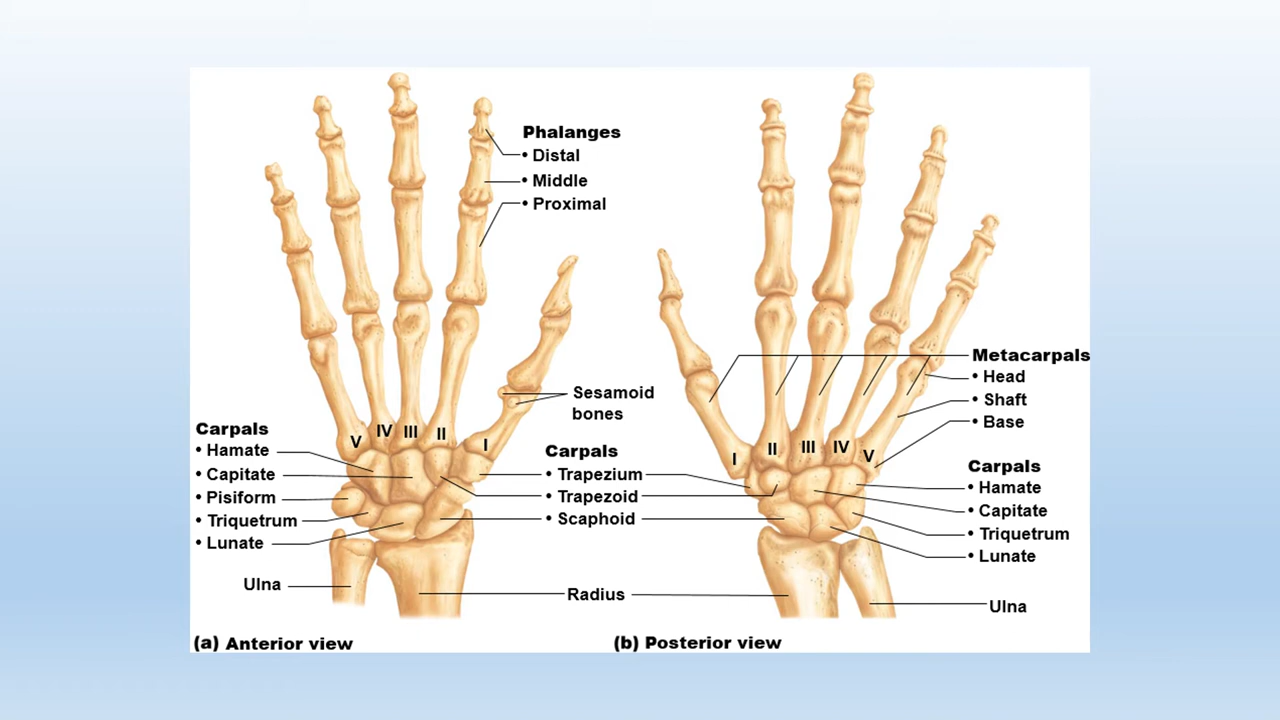 Phalanges
• Distal
• Middle
• Proximal
Sesamoid
bones
Carpals
• Hamate
• Capitate
• Pisiform
• Triquetrum
• Lunate
Ulna
V IV III II I
Carpals
• Trapezium
• Trapezoid
• Scaphoid
Radius
(a) Anterior view
Metacarpals
• Head
• Shaft
• Base
I II III IV V
Carpals
• Hamate
• Capitate
• Triquetrum
• Lunate
Ulna
(b) Posterior view